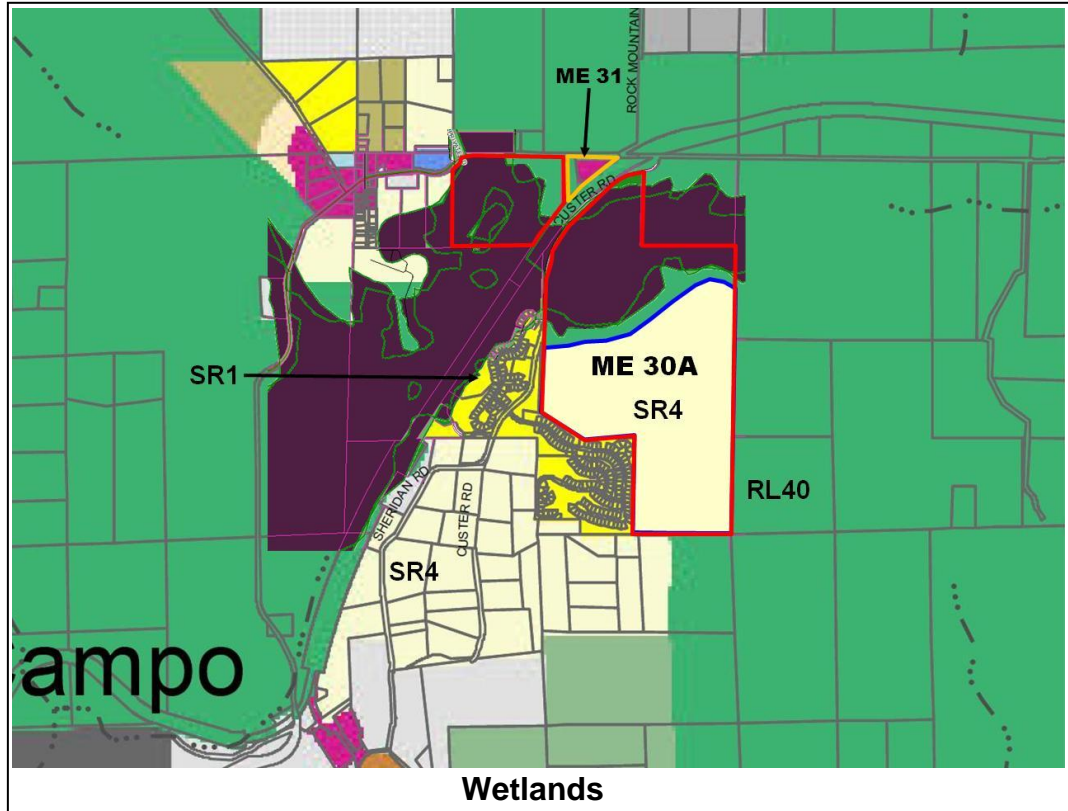 ROCK MOUNTAIN
ME 31
CUSTER RD
SR1
ME 30A
SR4
RL40
SHERIDAN RD
CUSTER RD
SR4
ampo
Wetlands